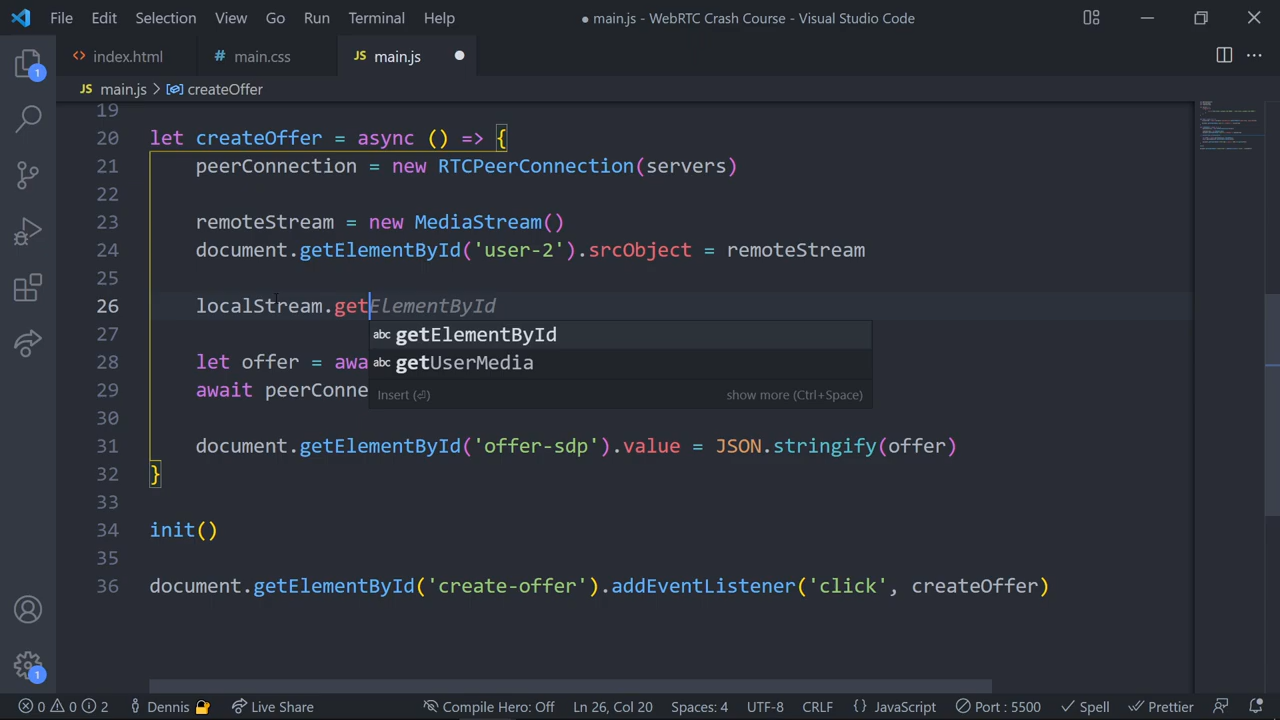 File Edit Selection View Go Run Terminal Help ● main.js - WebRTC Crash Course - Visual Studio Code
<> index.html # main.css JS main.js ●
JS main.js > createOffer
19
20 let createOffer = async () => {
21 peerConnection = new RTCPeerConnection(servers)
22
23 remoteStream = new MediaStream()
24 document.getElementById('user-2').srcObject = remoteStream
25
26 localStream.getElementById
abc getElementById
27
28 let offer = awa
abc getUserMedia
29 await peerConne
Insert (⏎) show more (Ctrl+Space)
30
31 document.getElementById('offer-sdp').value = JSON.stringify(offer)
32 }
33
34 init()
35
36 document.getElementById('create-offer').addEventListener('click', createOffer)
1
1
0 0 2 Dennis 🔒 Live Share Compile Hero: Off Ln 26, Col 20 Spaces: 4 UTF-8 CRLF {} JavaScript Port : 5500 Spell Prettier